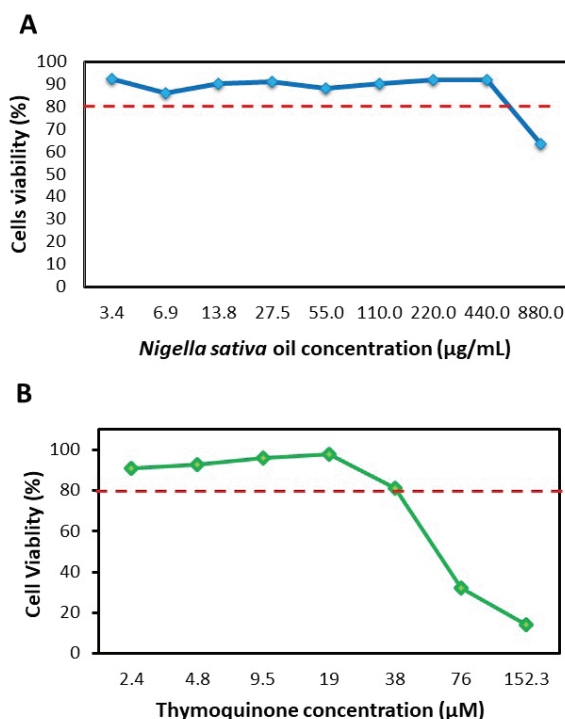 A
Cells viability (%)
100
90
80
70
60
50
40
30
20
10
0
3.4 6.9 13.8 27.5 55.0 110.0 220.0 440.0 880.0
Nigella sativa oil concentration (µg/mL)
B
Cell Viablity (%)
100
80
60
40
20
0
2.4 4.8 9.5 19 38 76 152.3
Thymoquinone concentration (µM)